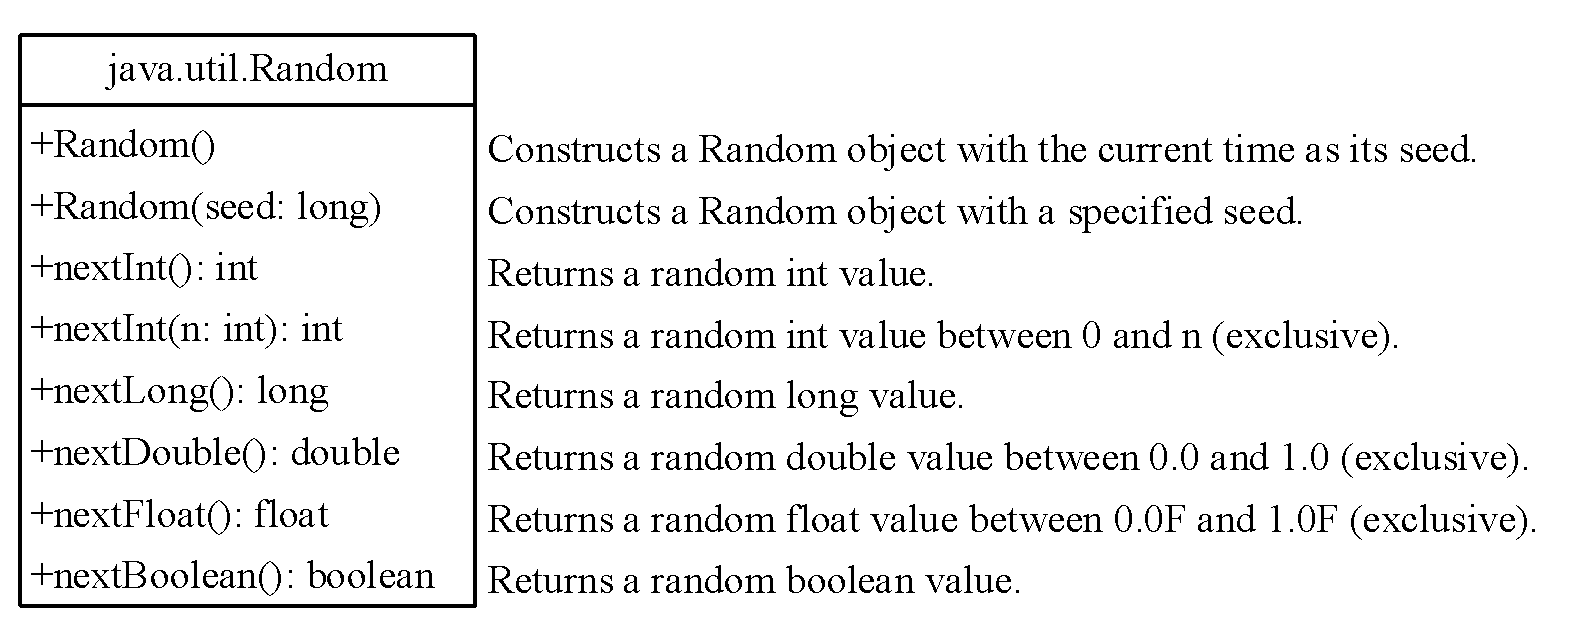 java.util.Random
+Random()
Constructs a Random object with the current time as its seed.
+Random(seed: long)
Constructs a Random object with a specified seed.
+nextInt(): int
Returns a random int value.
+nextInt(n: int): int
Returns a random int value between 0 and n (exclusive).
+nextLong(): long
Returns a random long value.
+nextDouble(): double
Returns a random double value between 0.0 and 1.0 (exclusive).
+nextFloat(): float
Returns a random float value between 0.0F and 1.0F (exclusive).
+nextBoolean(): boolean
Returns a random boolean value.